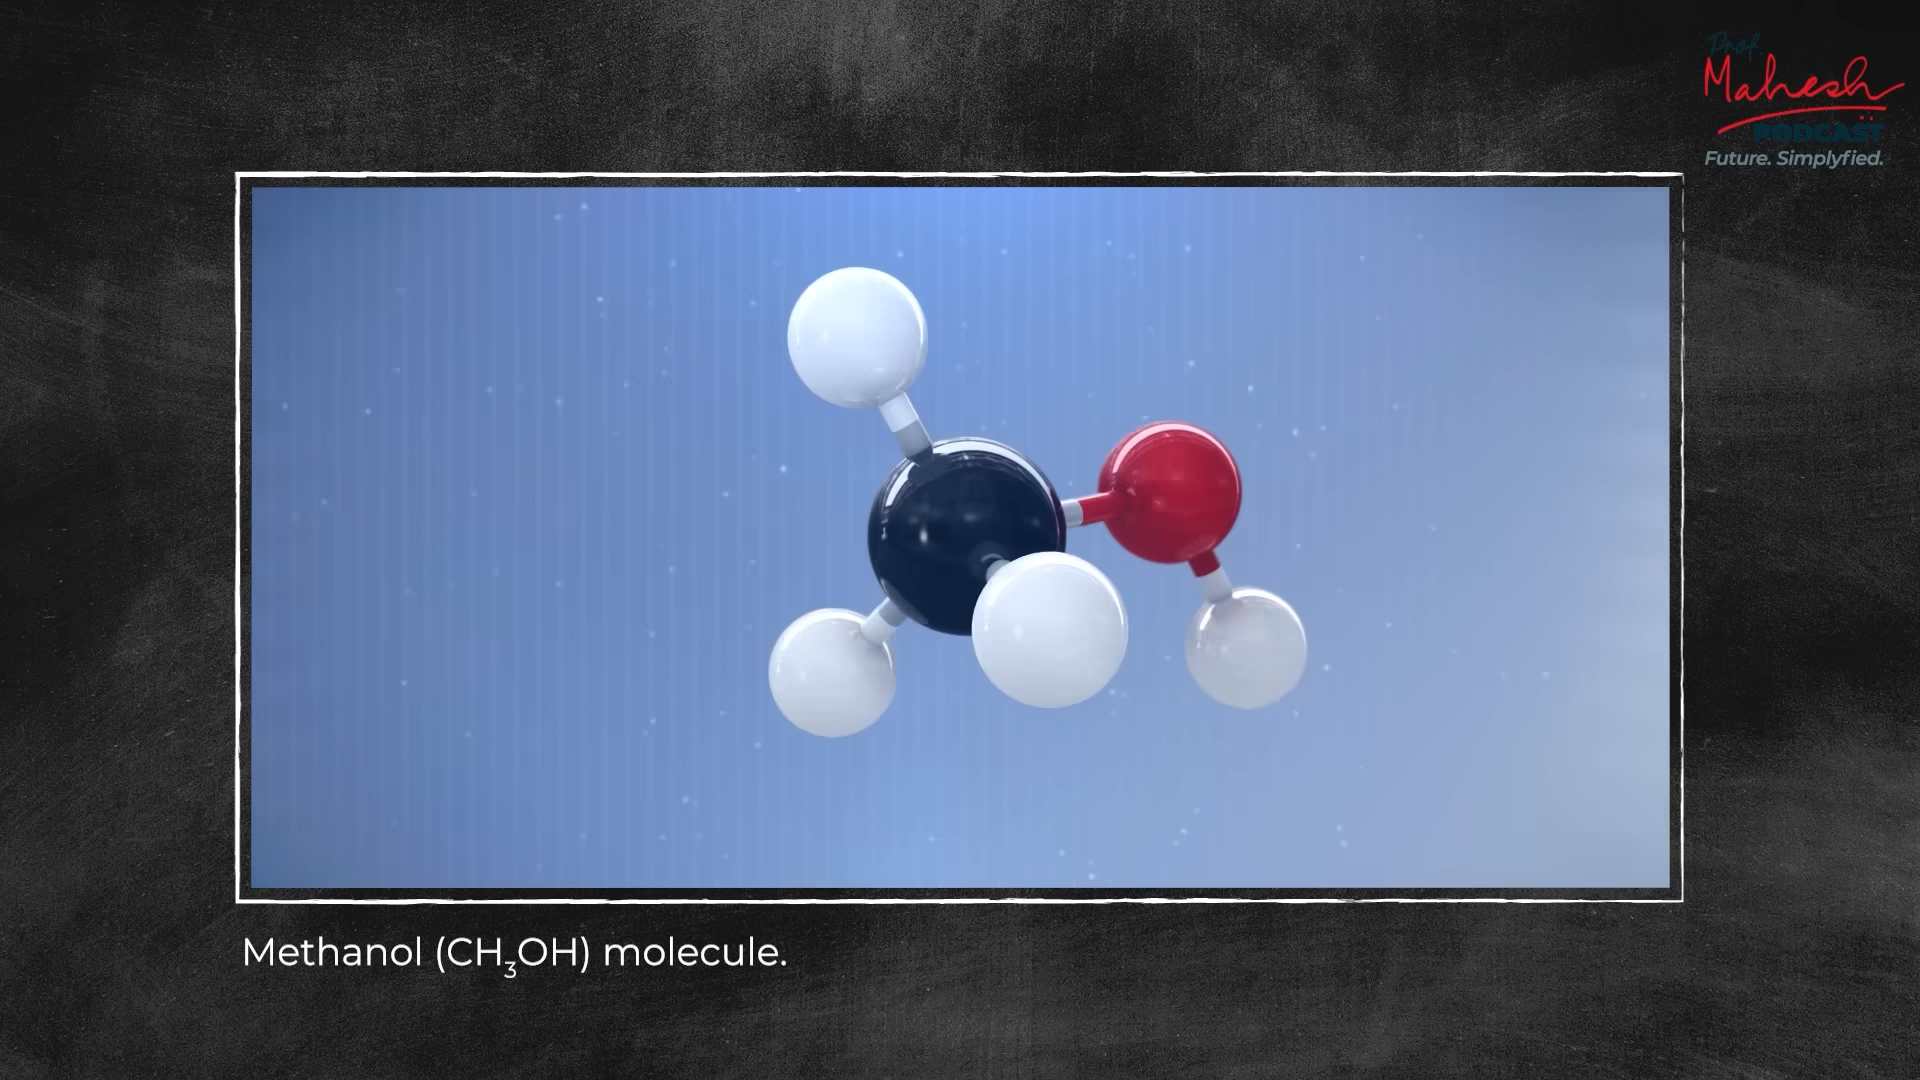 Prof.
Mahesh
PODCAST
Future. Simplyfied.
Methanol (CH₃OH) molecule.